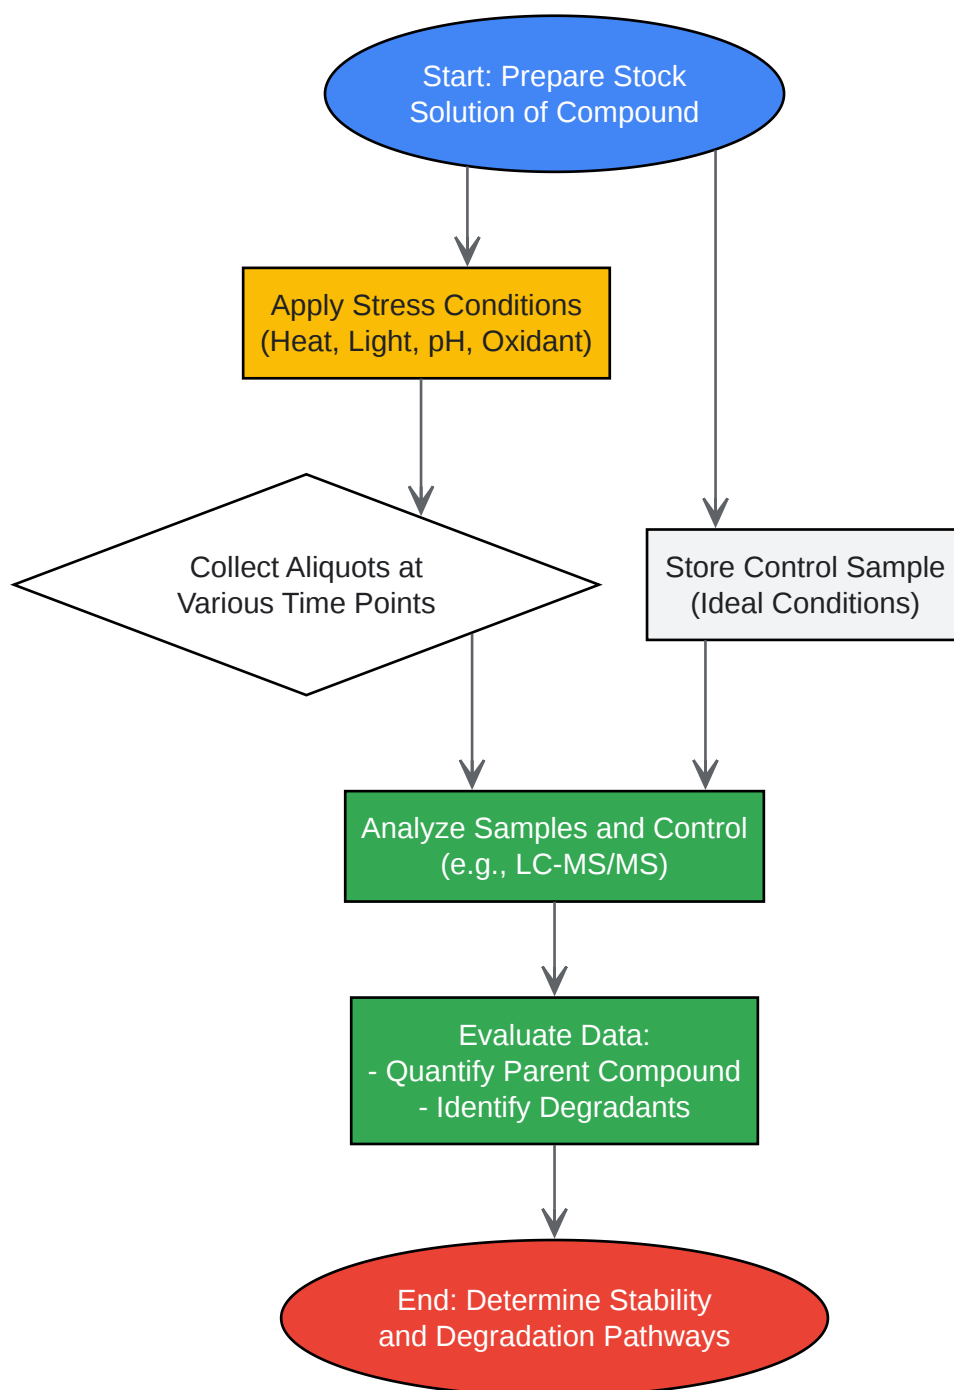 Start: Prepare Stock
Solution of Compound
Apply Stress Conditions
(Heat, Light, pH, Oxidant)
Collect Aliquots at
Various Time Points
Store Control Sample
(Ideal Conditions)
Analyze Samples and Control
(e.g., LC-MS/MS)
Evaluate Data:
- Quantify Parent Compound
- Identify Degradants
End: Determine Stability
and Degradation Pathways